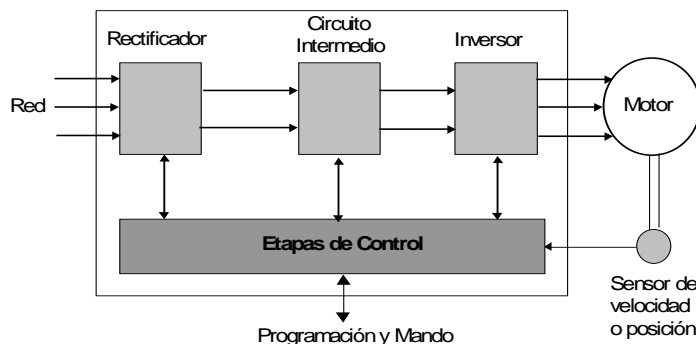 Circuito
Intermedio
Rectificador
Inversor
Red
Motor
Etapas de Control
Sensor de
velocidad
o posición
Programación y Mando